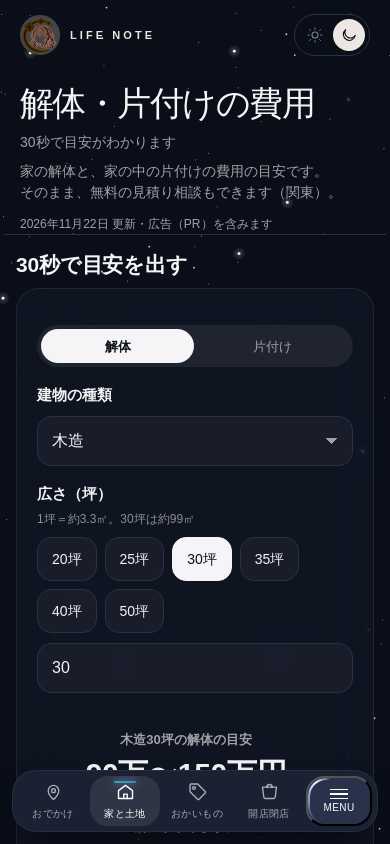 LIFE NOTE
解体・片付けの費用
30秒で目安がわかります
家の解体と、家の中の片付けの費用の目安です。
そのまま、無料の見積り相談もできます（関東）。
2026年11月22日 更新・広告（PR）を含みます
30秒で目安を出す
解体 片付け
建物の種類
木造
広さ（坪）
1坪＝約3.3㎡。30坪は約99㎡
20坪 25坪 30坪 35坪
40坪 50坪
30
木造30坪の解体の目安
おでかけ 家と土地 おかいもの 開店閉店 MENU